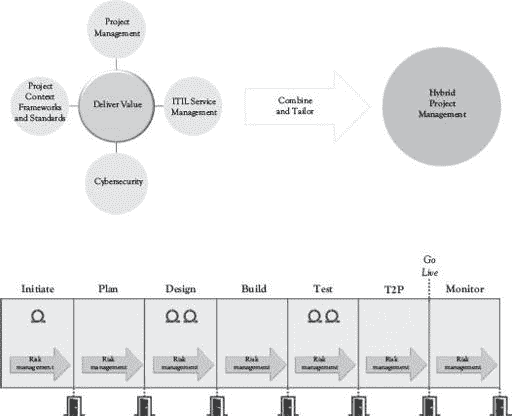 Project
Management
Project
Context
Frameworks
and Standards
Deliver Value
ITIL Service
Management
Cybersecurity
Combine
and Tailor
Hybrid
Project
Management
Go
Live
Initiate
Plan
Design
Build
Test
T2P
Monitor
Risk
management
Risk
management
Risk
management
Risk
management
Risk
management
Risk
management
Risk
management